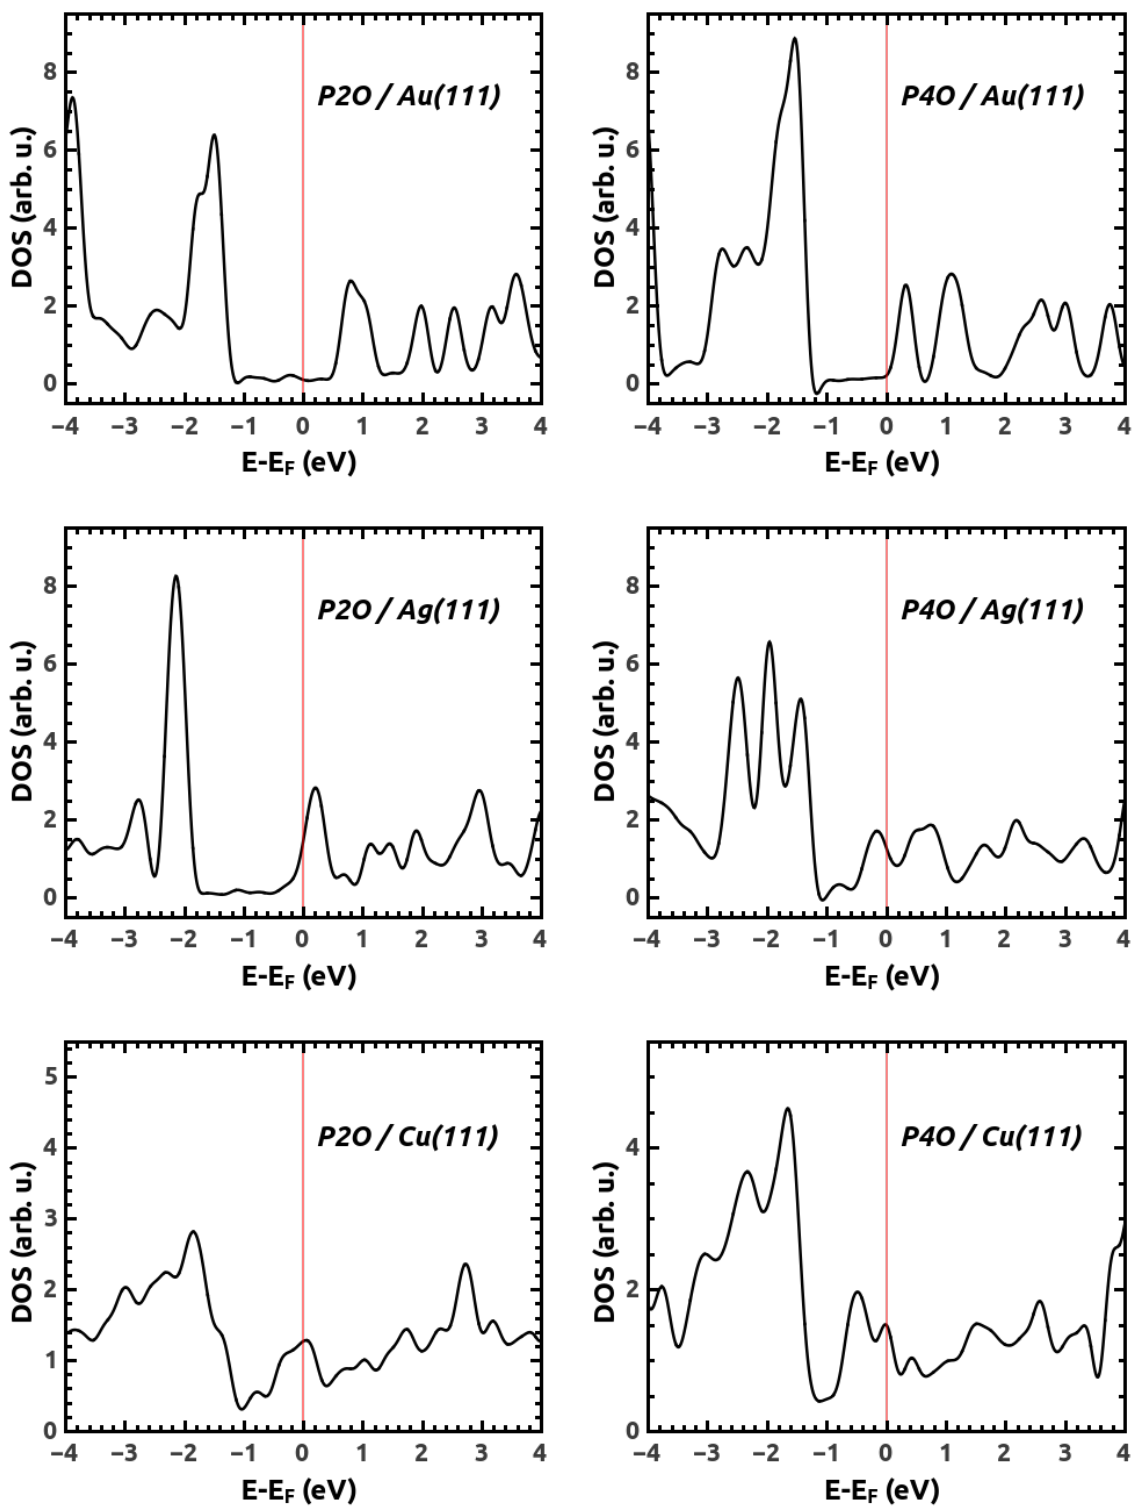 P2O / Au(111)
DOS (arb. u.)
8
6
4
2
0
−4 −3 −2 −1 0 1 2 3 4
E-EF (eV)
P4O / Au(111)
DOS (arb. u.)
8
6
4
2
0
−4 −3 −2 −1 0 1 2 3 4
E-EF (eV)
P2O / Ag(111)
DOS (arb. u.)
8
6
4
2
0
−4 −3 −2 −1 0 1 2 3 4
E-EF (eV)
P4O / Ag(111)
DOS (arb. u.)
8
6
4
2
0
−4 −3 −2 −1 0 1 2 3 4
E-EF (eV)
P2O / Cu(111)
DOS (arb. u.)
5
4
3
2
1
0
−4 −3 −2 −1 0 1 2 3 4
E-EF (eV)
P4O / Cu(111)
DOS (arb. u.)
4
2
0
−4 −3 −2 −1 0 1 2 3 4
E-EF (eV)